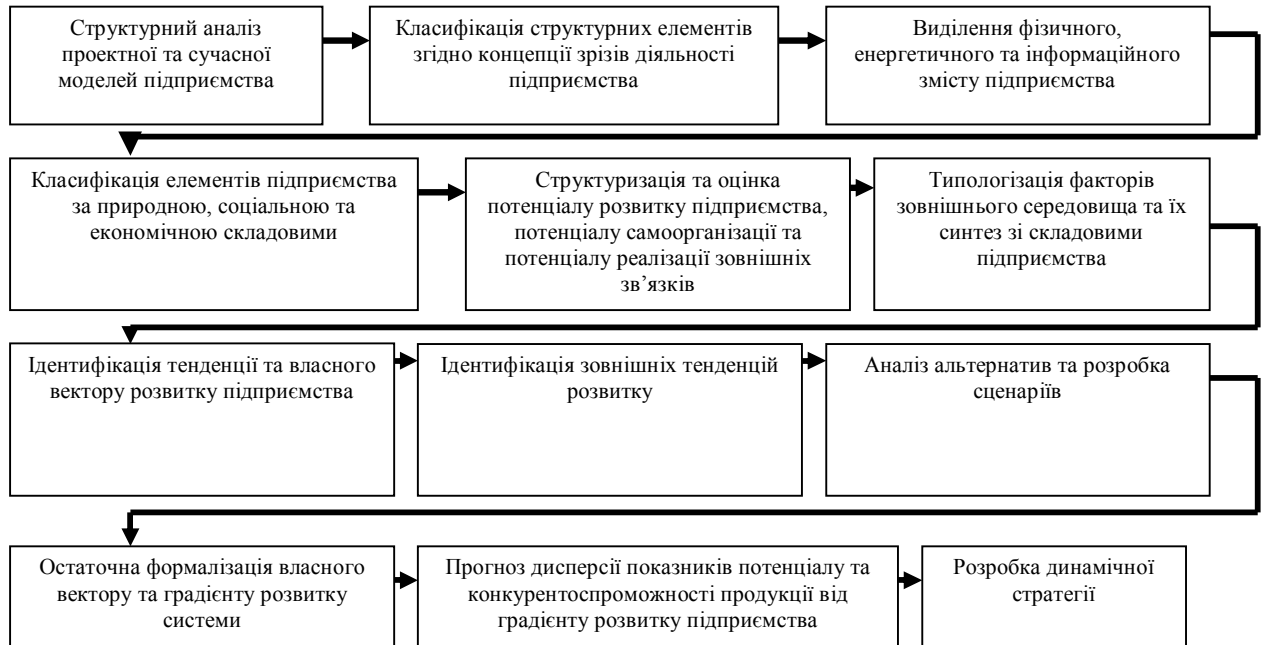 Структурний аналіз
проектної та сучасної
моделей підприємства
Класифікація структурних елементів
згідно концепції зрізів діяльності
підприємства
Виділення фізичного,
енергетичного та інформаційного
змісту підприємства
Класифікація елементів підприємства
за природною, соціальною та
економічною складовими
Структуризація та оцінка
потенціалу розвитку підприємства,
потенціалу самоорганізації та
потенціалу реалізації зовнішніх
зв’язків
Типологізація факторів
зовнішнього середовища та їх
синтез зі складовими
підприємства
Ідентифікація тенденції та власного
вектору розвитку підприємства
Ідентифікація зовнішніх тенденцій
розвитку
Аналіз альтернатив та розробка
сценаріїв
Остаточна формалізація власного
вектору та градієнту розвитку
системи
Прогноз дисперсії показників потенціалу та
конкурентоспроможності продукції від
градієнту розвитку підприємства
Розробка динамічної
стратегії